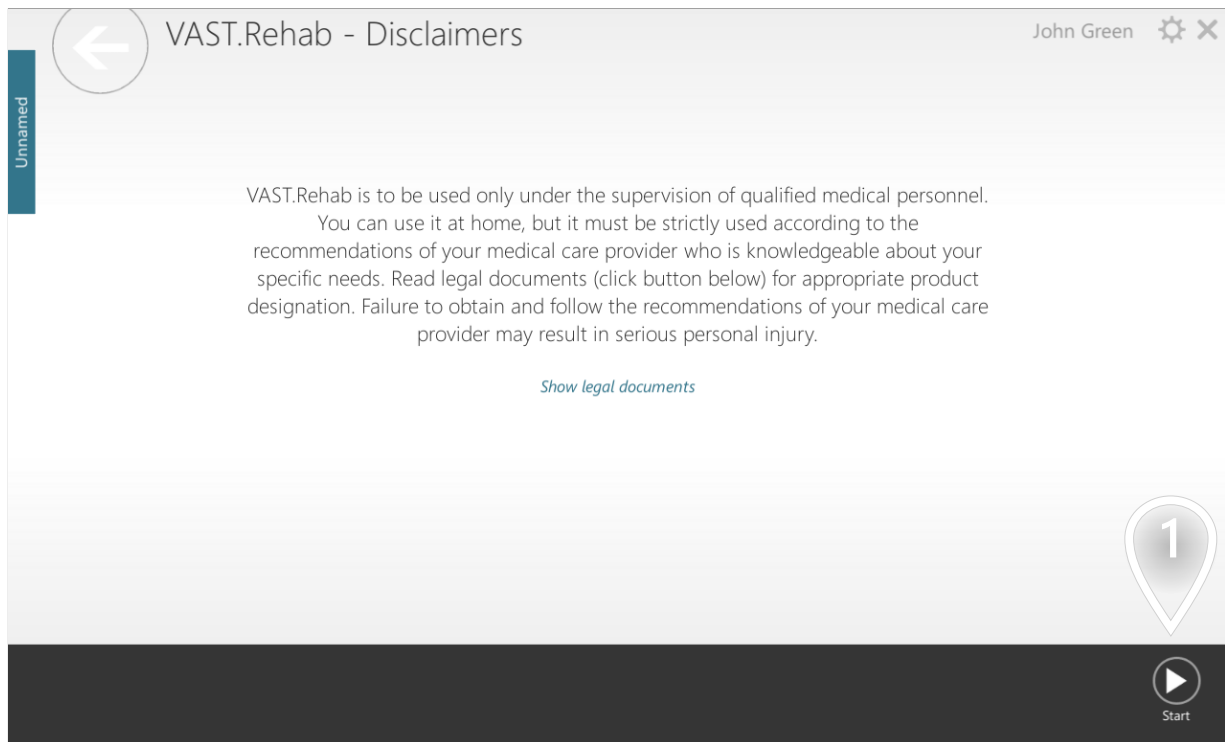 VAST.Rehab - Disclaimers
John Green
Unnamed
VAST.Rehab is to be used only under the supervision of qualified medical personnel.
You can use it at home, but it must be strictly used according to the
recommendations of your medical care provider who is knowledgeable about your
specific needs. Read legal documents (click button below) for appropriate product
designation. Failure to obtain and follow the recommendations of your medical care
provider may result in serious personal injury.
Show legal documents
1
Start